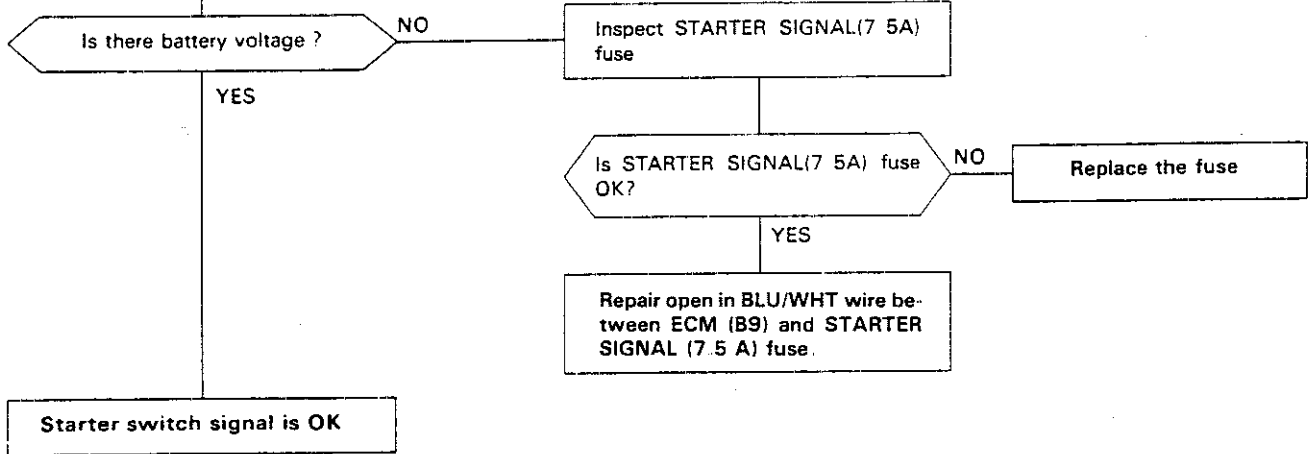 Is there battery voltage ?
NO
Inspect STARTER SIGNAL(7 5A)
fuse
YES
Is STARTER SIGNAL(7 5A) fuse
OK?
NO
Replace the fuse
YES
Repair open in BLU/WHT wire be-
tween ECM (B9) and STARTER
SIGNAL (7.5 A) fuse.
Starter switch signal is OK